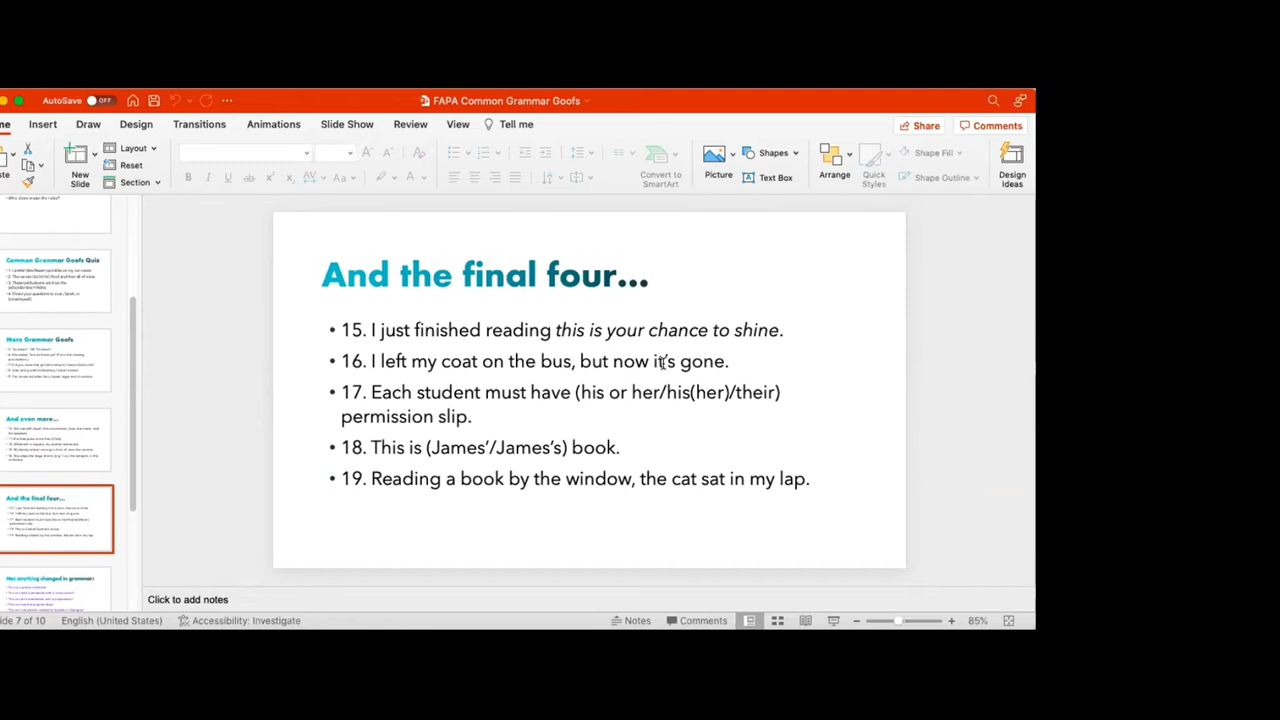 AutoSave OFF
FAPA Common Grammar Goofs
me Insert Draw Design Transitions Animations Slide Show Review View Tell me
Share Comments
Layout
Reset
Section
New Slide
Convert to SmartArt
Picture
Shapes
Text Box
Arrange
Quick Styles
Shape Fill
Shape Outline
Design Ideas
Common Grammar Goofs Quiz
More Grammar Goofs
And even more...
And the final four...
Has anything changed in grammar?
And the final four...
• 15. I just finished reading this is your chance to shine.
• 16. I left my coat on the bus, but now it's gone.
• 17. Each student must have (his or her/his(her)/their)
permission slip.
• 18. This is (James'/James's) book.
• 19. Reading a book by the window, the cat sat in my lap.
Click to add notes
lide 7 of 10 English (United States) Accessibility: Investigate
Notes Comments 85%